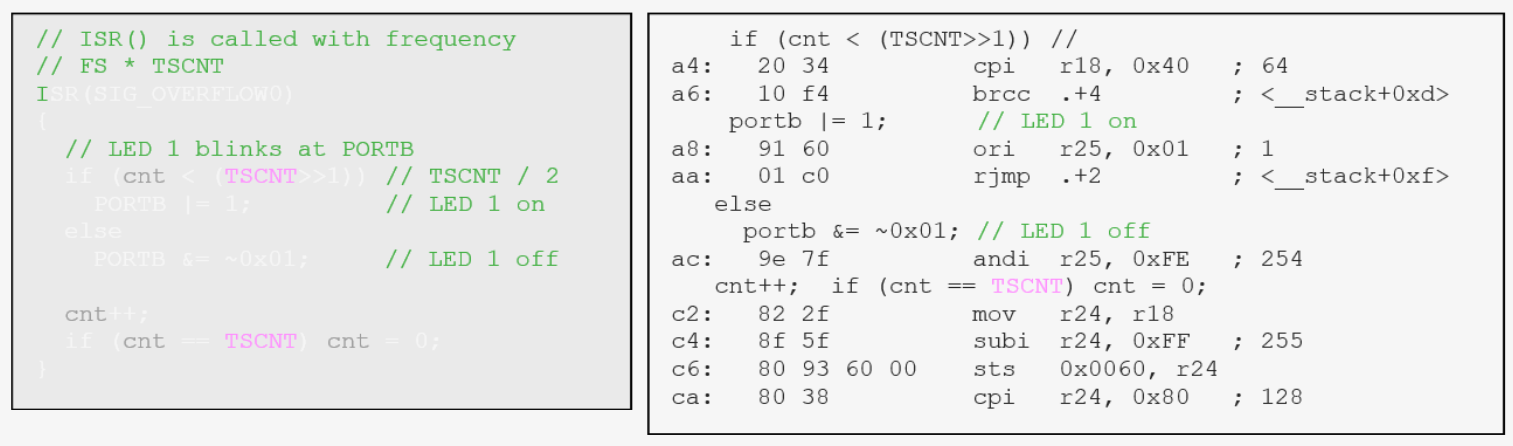 // ISR() is called with frequency
// FS * TSCNT
ISR(SIG_OVERFLOW0)
{
// LED 1 blinks at PORTB
if (cnt < (TSCNT>>1)) // TSCNT / 2
PORTB |= 1; // LED 1 on
else
PORTB &= ~0x01; // LED 1 off
cnt++;
if (cnt == TSCNT) cnt = 0;
}
if (cnt < (TSCNT>>1)) //
a4: 20 34 cpi r18, 0x40 ; 64
a6: 10 f4 brcc .+4 ; <__stack+0xd>
portb |= 1; // LED 1 on
a8: 91 60 ori r25, 0x01 ; 1
aa: 01 c0 rjmp .+2 ; <__stack+0xf>
else
portb &= ~0x01; // LED 1 off
ac: 9e 7f andi r25, 0xFE ; 254
cnt++; if (cnt == TSCNT) cnt = 0;
c2: 82 2f mov r24, r18
c4: 8f 5f subi r24, 0xFF ; 255
c6: 80 93 60 00 sts 0x0060, r24
ca: 80 38 cpi r24, 0x80 ; 128